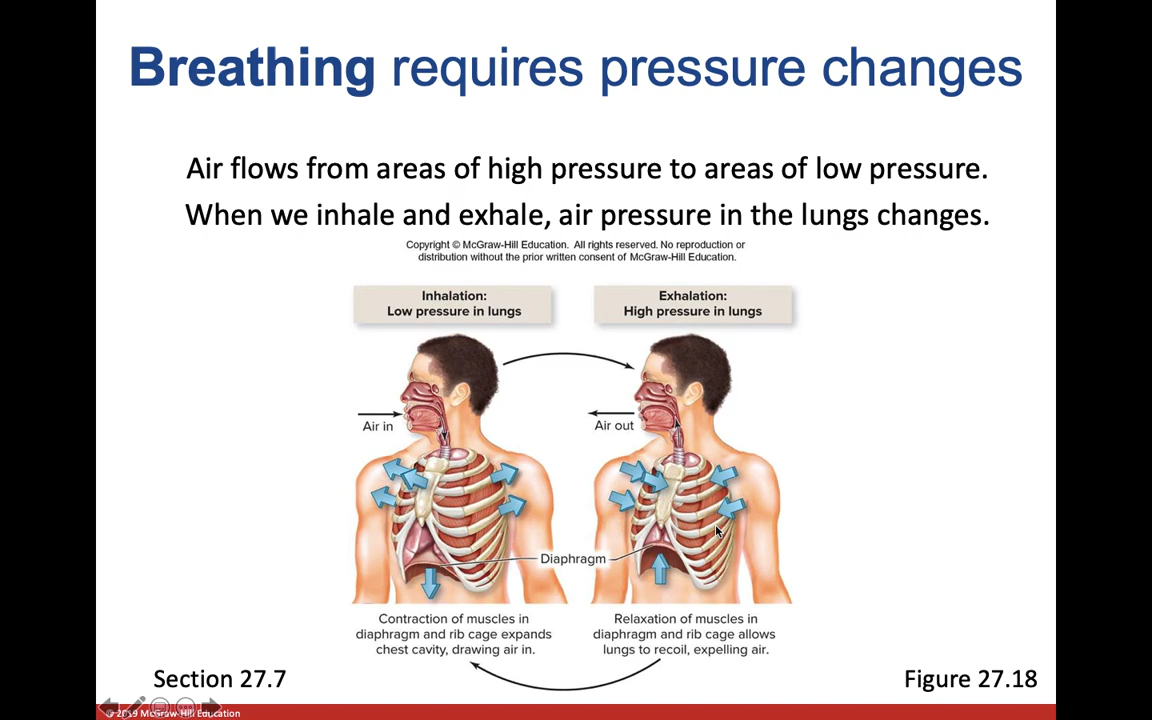 Breathing requires pressure changes
Air flows from areas of high pressure to areas of low pressure.
When we inhale and exhale, air pressure in the lungs changes.
Copyright © McGraw-Hill Education. All rights reserved. No reproduction or
distribution without the prior written consent of McGraw-Hill Education.
Inhalation:
Low pressure in lungs
Exhalation:
High pressure in lungs
Air in
Air out
Diaphragm
Contraction of muscles in
diaphragm and rib cage expands
chest cavity, drawing air in.
Relaxation of muscles in
diaphragm and rib cage allows
lungs to recoil, expelling air.
Section 27.7
Figure 27.18
© 2019 McGraw-Hill Education